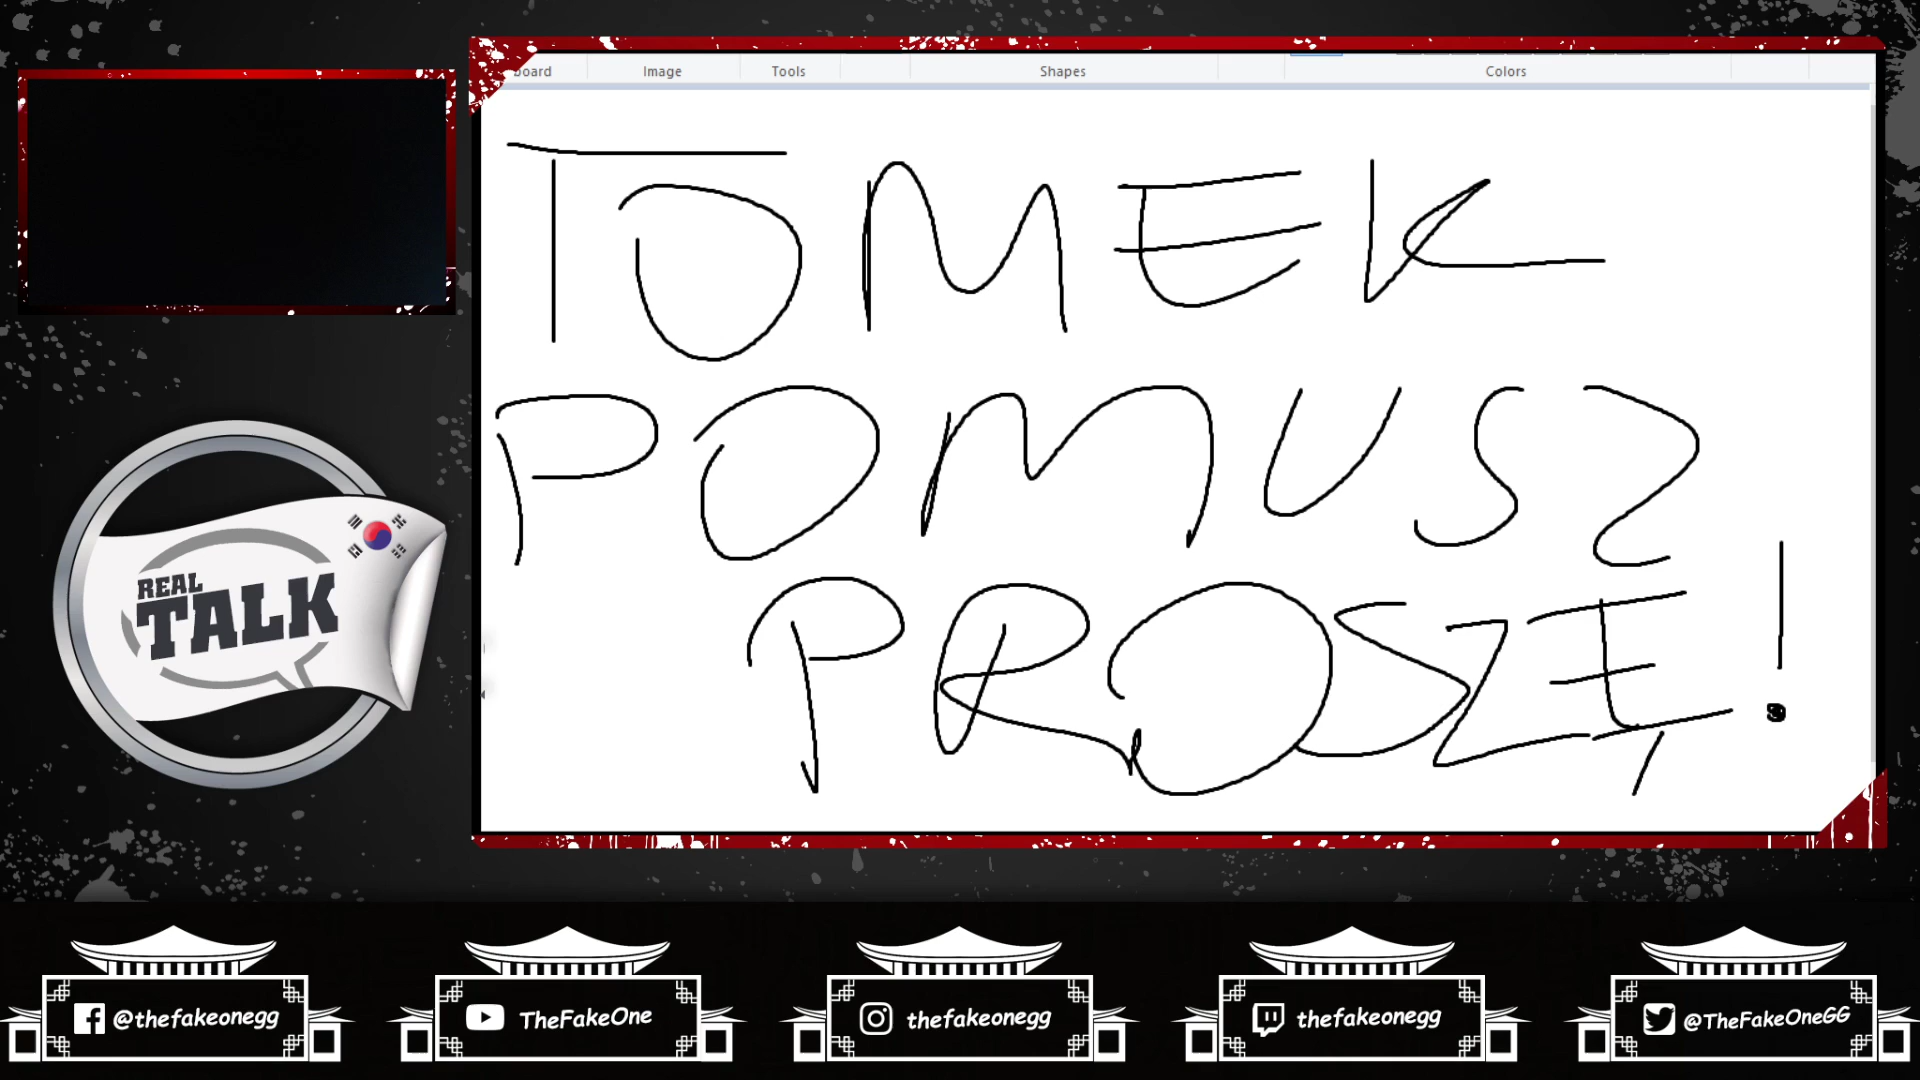 board Image Tools Shapes Colors
TOMEK
POMUSZ
PROSZĘ!
REAL
TALK
@thefakeonegg TheFakeOne thefakeonegg thefakeonegg @TheFakeOneGG